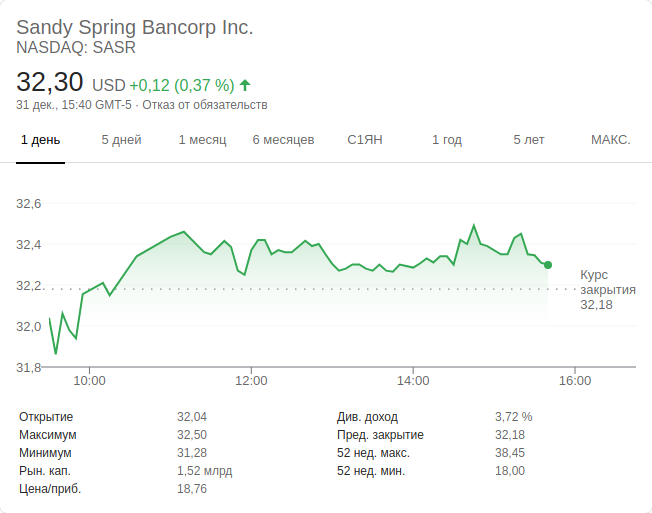 Sandy Spring Bancorp Inc.
NASDAQ: SASR
32,30 USD +0,12 (0,37 %)
31 дек., 15:40 GMT-5 · Отказ от обязательств
1 день 5 дней 1 месяц 6 месяцев С1ЯН 1 год 5 лет МАКС.
32,6
32,4
32,2
32,0
31,8
Курс
закрытия
32,18
10:00 12:00 14:00 16:00
Открытие 32,04 Див. доход 3,72 %
Максимум 32,50 Пред. закрытие 32,18
Минимум 31,28 52 нед. макс. 38,45
Рын. кап. 1,52 млрд 52 нед. мин. 18,00
Цена/приб. 18,76